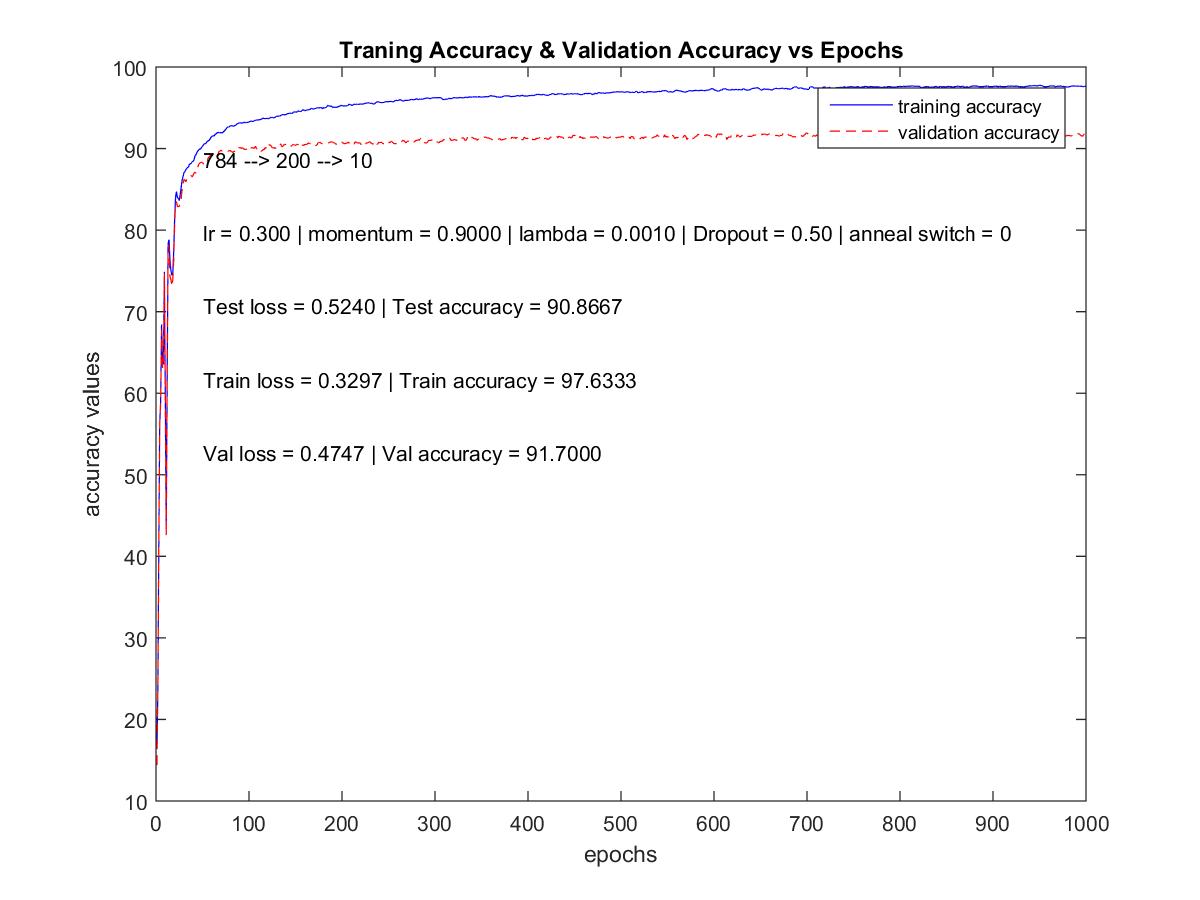 Traning Accuracy & Validation Accuracy vs Epochs
100
90
80
70
60
50
40
30
20
10
accuracy values
training accuracy
validation accuracy
784 --> 200 --> 10
lr = 0.300 | momentum = 0.9000 | lambda = 0.0010 | Dropout = 0.50 | anneal switch = 0
Test loss = 0.5240 | Test accuracy = 90.8667
Train loss = 0.3297 | Train accuracy = 97.6333
Val loss = 0.4747 | Val accuracy = 91.7000
0 100 200 300 400 500 600 700 800 900 1000
epochs